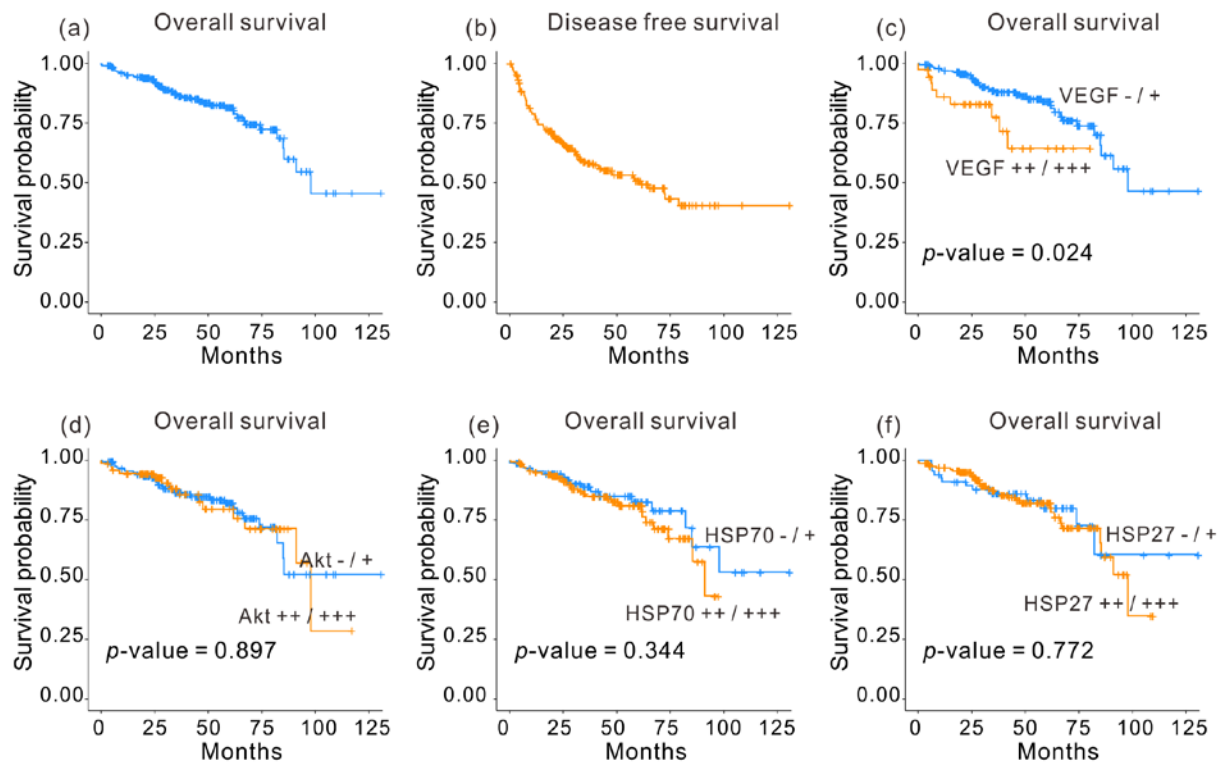 (a) Overall survival
Survival probability
1.00
0.75
0.50
0.25
0.00
0 25 50 75 100 125
Months
(b) Disease free survival
Survival probability
1.00
0.75
0.50
0.25
0.00
0 25 50 75 100 125
Months
(c) Overall survival
Survival probability
1.00
0.75
0.50
0.25
0.00
VEGF - / +
VEGF ++ / +++
p-value = 0.024
0 25 50 75 100 125
Months
(d) Overall survival
Survival probability
1.00
0.75
0.50
0.25
0.00
Akt - / +
Akt ++ / +++
p-value = 0.897
0 25 50 75 100 125
Months
(e) Overall survival
Survival probability
1.00
0.75
0.50
0.25
0.00
HSP70 - / +
HSP70 ++ / +++
p-value = 0.344
0 25 50 75 100 125
Months
(f) Overall survival
Survival probability
1.00
0.75
0.50
0.25
0.00
HSP27 - / +
HSP27 ++ / +++
p-value = 0.772
0 25 50 75 100 125
Months